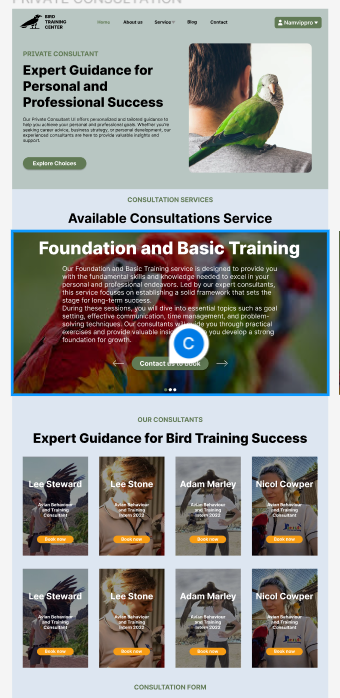 PRIVATE CONSULTATION
BIRD
TRAINING
CENTER
Home
About us
Service
Blog
Contact
Namvippro
PRIVATE CONSULTANT
Expert Guidance for
Personal and
Professional Success
Our Private Consultant UI offers personalized and tailored guidance to
help you achieve your personal and professional goals. Whether you're
seeking career advice, business strategy, or personal development, our
experienced consultants are here to provide valuable insights and
support.
Explore Choices
CONSULTATION SERVICES
Available Consultations Service
Foundation and Basic Training
Our Foundation and Basic Training service is designed to provide you
with the fundamental skills and knowledge needed to excel in your
personal and professional endeavors. Led by our expert consultants,
this service focuses on establishing a solid framework that sets the
stage for long-term success.
During these sessions, you will dive into essential topics such as goal
setting, effective communication, time management, and problem-
solving techniques. Our consultants will guide you through practical
exercises and provide valuable you develop a strong
foundation for growth.
C
Contact us to book
OUR CONSULTANTS
Expert Guidance for Bird Training Success
Lee Steward
Lee Stone
Adam Marley
Nicol Cowper
Avian Behaviour
and Training
Consultant
Avian Behaviour
and Training
Intern 2022
Avian Behaviour
and Training
Intern 2022
Avian Behaviour
and Training
Consultant
Book now
Book now
Book now
Book now
Lee Steward
Lee Stone
Adam Marley
Nicol Cowper
Avian Behaviour
and Training
Consultant
Avian Behaviour
and Training
Intern 2022
Avian Behaviour
and Training
Intern 2022
Avian Behaviour
and Training
Consultant
Book now
Book now
Book now
Book now
CONSULTATION FORM